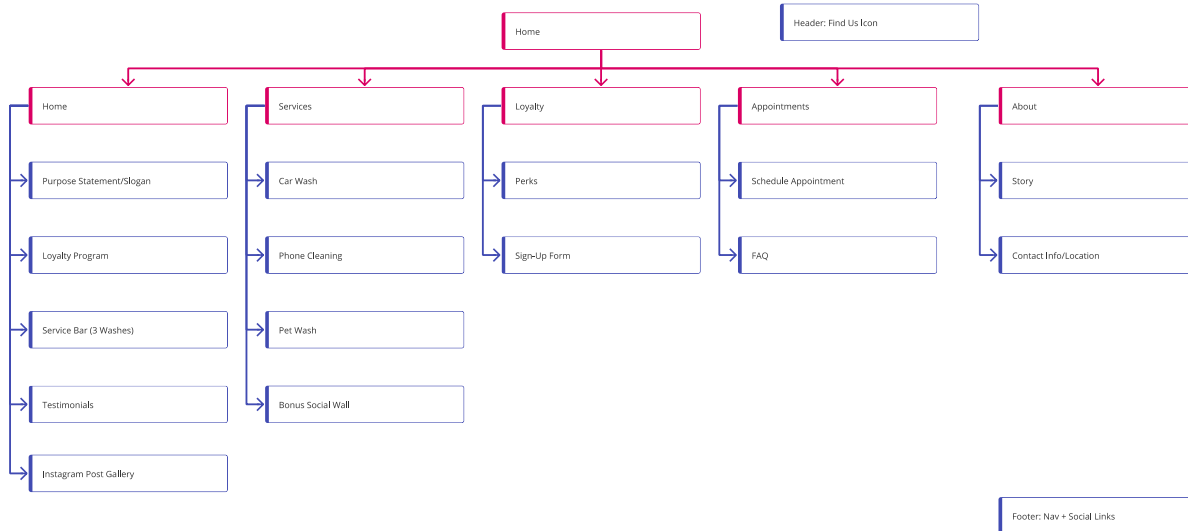 Home
Header: Find Us Icon
Home
Services
Loyalty
Appointments
About
Purpose Statement/Slogan
Car Wash
Perks
Schedule Appointment
Story
Loyalty Program
Phone Cleaning
Sign-Up Form
FAQ
Contact Info/Location
Service Bar (3 Washes)
Pet Wash
Testimonials
Bonus Social Wall
Instagram Post Gallery
Footer: Nav + Social Links